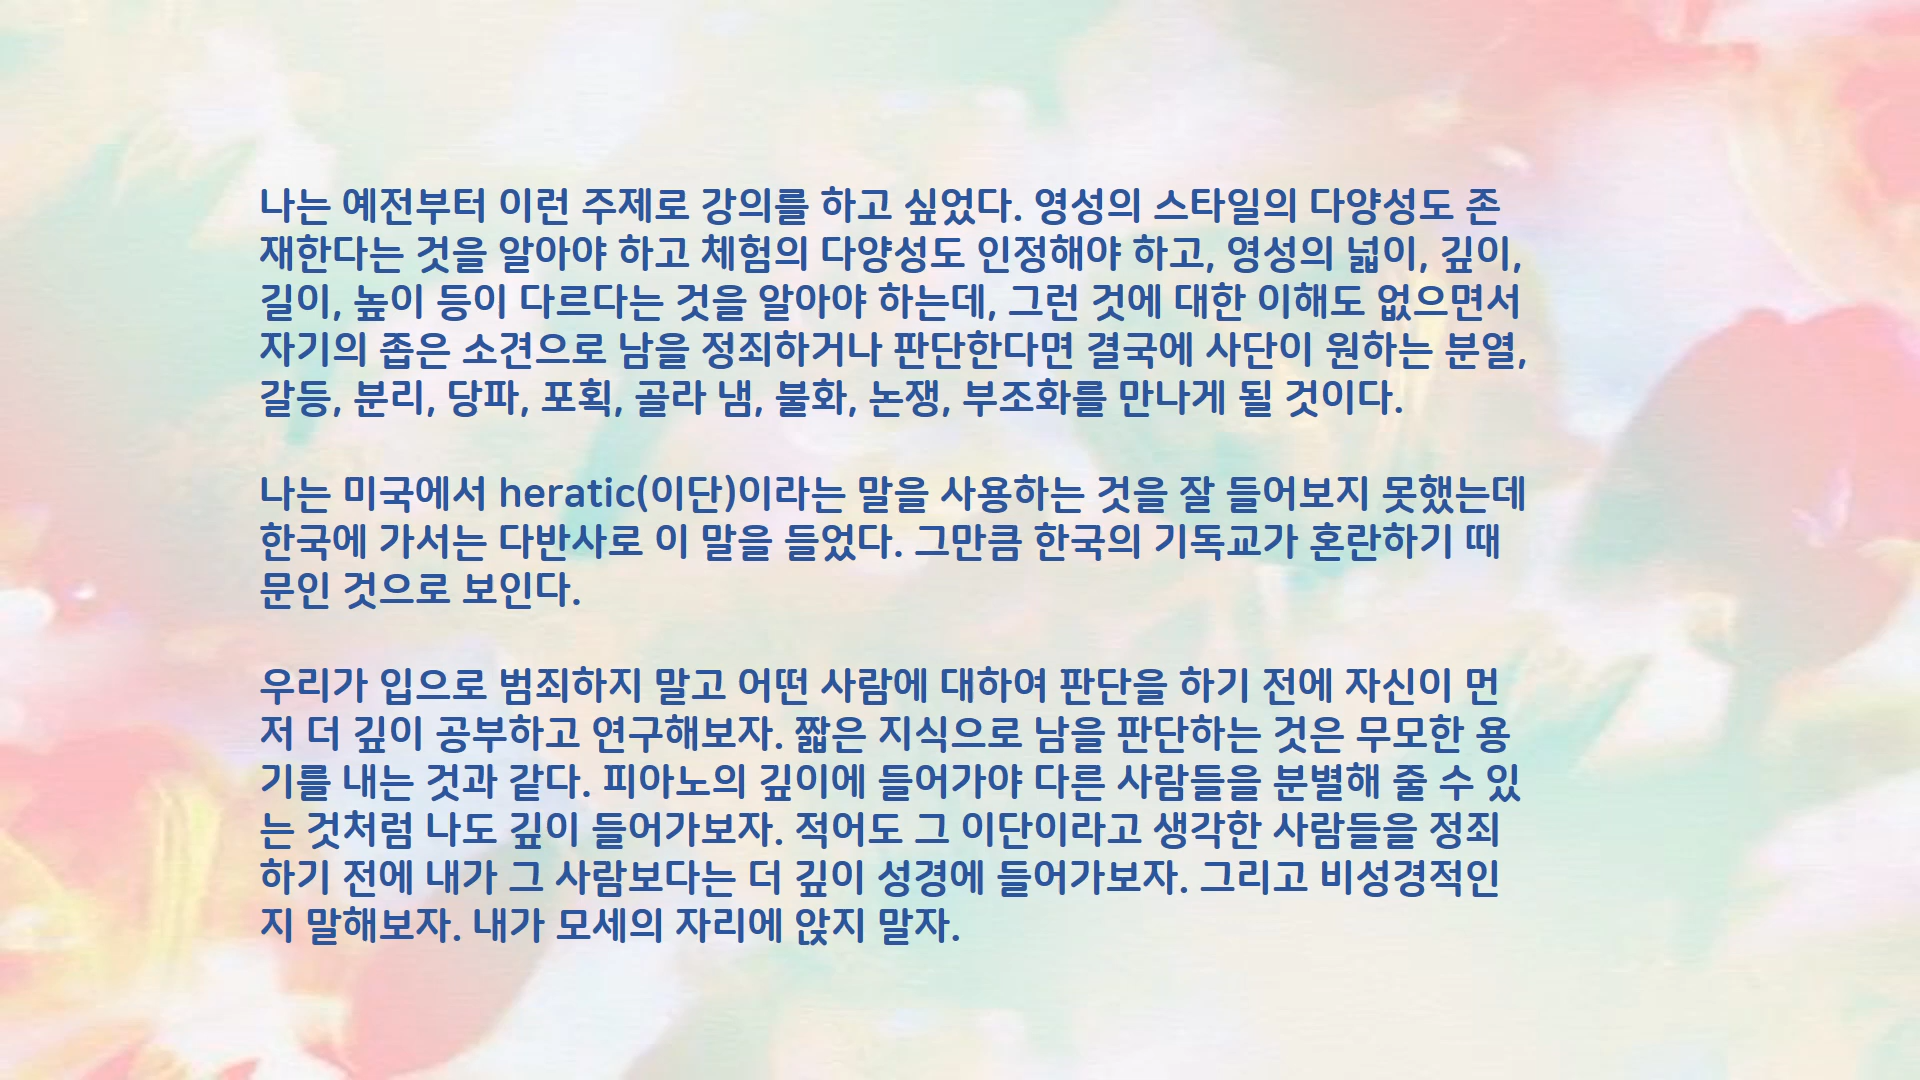 나는 예전부터 이런 주제로 강의를 하고 싶었다. 영성의 스타일의 다양성도 존
재한다는 것을 알아야 하고 체험의 다양성도 인정해야 하고, 영성의 넓이, 깊이,
길이, 높이 등이 다르다는 것을 알아야 하는데, 그런 것에 대한 이해도 없으면서
자기의 좁은 소견으로 남을 정죄하거나 판단한다면 결국에 사단이 원하는 분열,
갈등, 분리, 당파, 포획, 골라 냄, 불화, 논쟁, 부조화를 만나게 될 것이다.
나는 미국에서 heratic(이단)이라는 말을 사용하는 것을 잘 들어보지 못했는데
한국에 가서는 다반사로 이 말을 들었다. 그만큼 한국의 기독교가 혼란하기 때
문인 것으로 보인다.
우리가 입으로 범죄하지 말고 어떤 사람에 대하여 판단을 하기 전에 자신이 먼
저 더 깊이 공부하고 연구해보자. 짧은 지식으로 남을 판단하는 것은 무모한 용
기를 내는 것과 같다. 피아노의 깊이에 들어가야 다른 사람들을 분별해 줄 수 있
는 것처럼 나도 깊이 들어가보자. 적어도 그 이단이라고 생각한 사람들을 정죄
하기 전에 내가 그 사람보다는 더 깊이 성경에 들어가보자. 그리고 비성경적인
지 말해보자. 내가 모세의 자리에 앉지 말자.